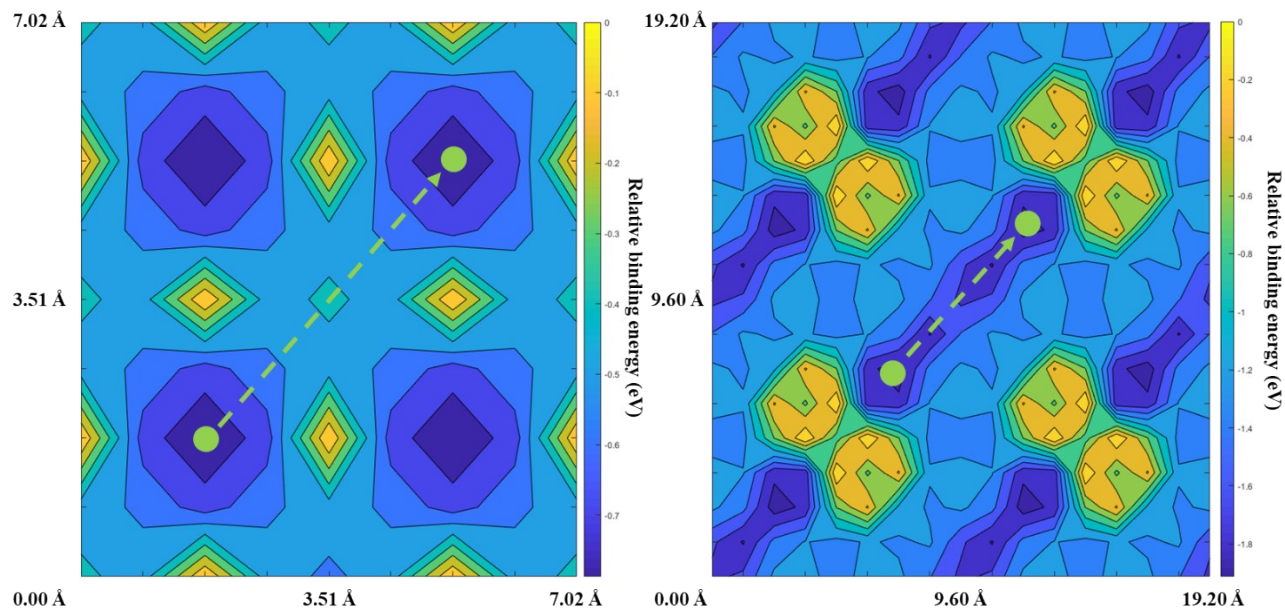 7.02 Å
3.51 Å
0.00 Å
3.51 Å
7.02 Å
0
-0.1
-0.2
-0.3
-0.4
-0.5
-0.6
-0.7
Relative binding energy (eV)
19.20 Å
9.60 Å
0.00 Å
9.60 Å
19.20 Å
0
-0.2
-0.4
-0.6
-0.8
-1
-1.2
-1.4
-1.6
-1.8
Relative binding energy (eV)